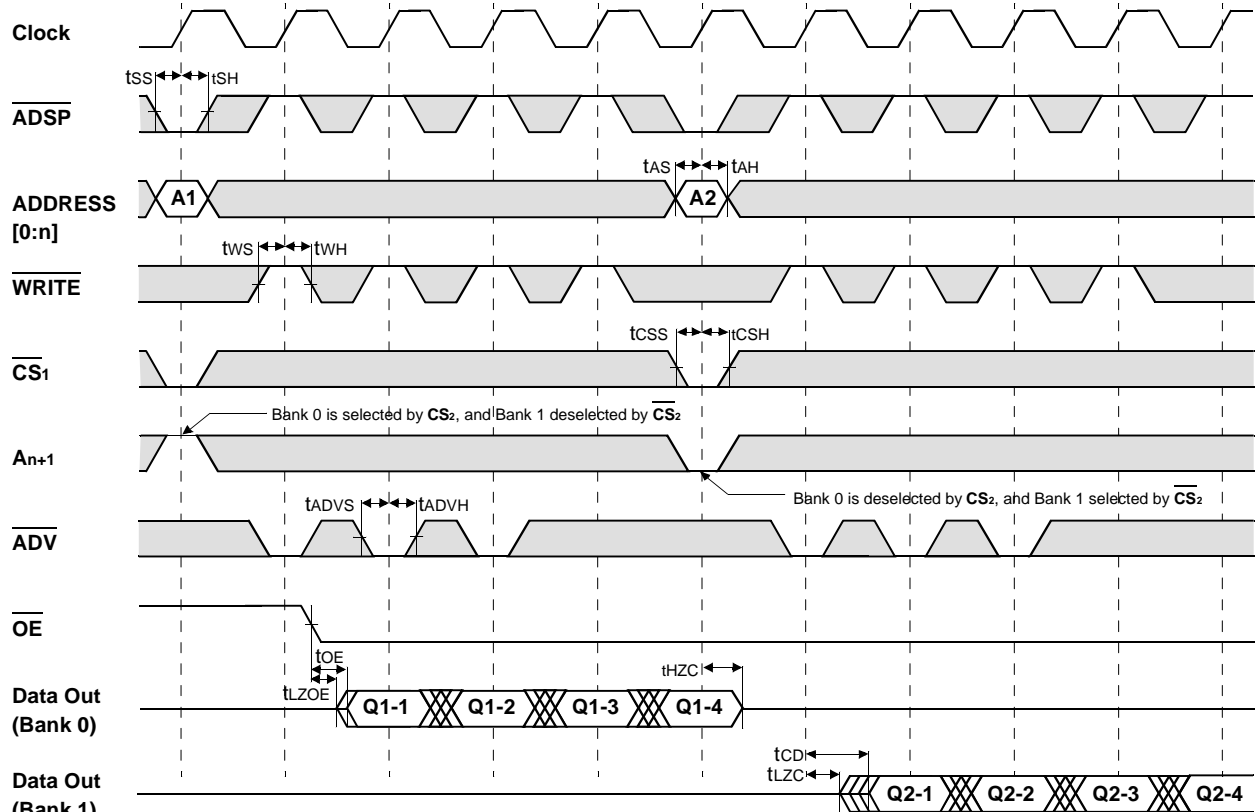 Clock
tSS tSH
ADSP
tAS tAH
ADDRESS
[0:n]
A1 A2
tWS tWH
WRITE
tCSS tCSH
CS1
Bank 0 is selected by CS2, and Bank 1 deselected by CS2
An+1
Bank 0 is deselected by CS2, and Bank 1 selected by CS2
tADVS tADVH
ADV
OE
tOE
tHZC
tLZOE
Data Out
(Bank 0)
Q1-1 Q1-2 Q1-3 Q1-4
tCD
tLZC
Data Out
(Bank 1)
Q2-1 Q2-2 Q2-3 Q2-4